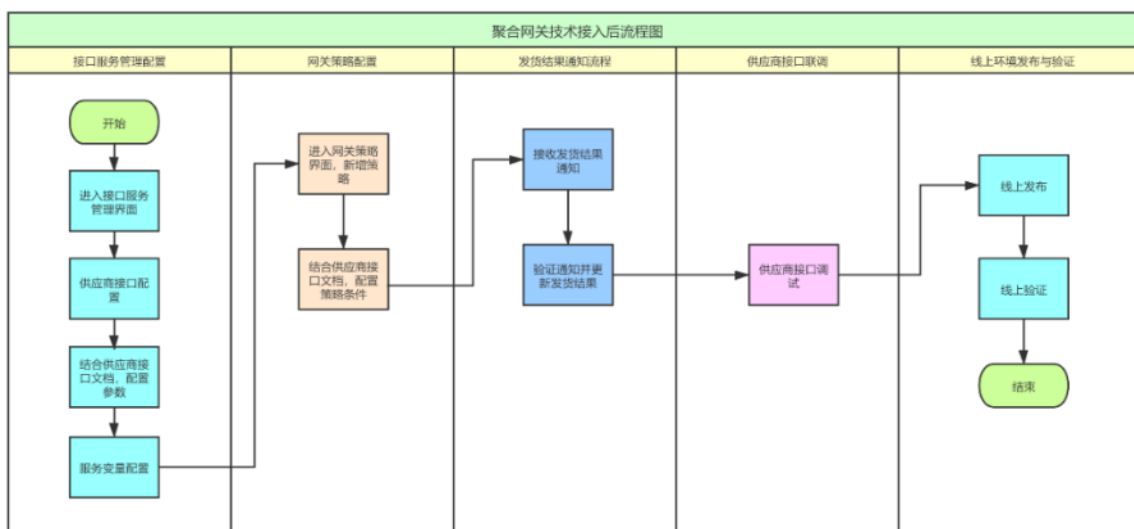 聚合网关技术接入后流程图
接口服务管理配置
网关策略配置
发货结果通知流程
供应商接口联调
线上环境发布与验证
开始
进入接口服务
管理界面
供应商接口配
置
结合供应商接
口文档，配置
参数
服务变量配置
进入网关策略
界面，新增策
略
结合供应商接
口文档，配置
策略条件
接收发货结果
通知
验证通知并更
新发货结果
供应商接口调
试
线上发布
线上验证
结束